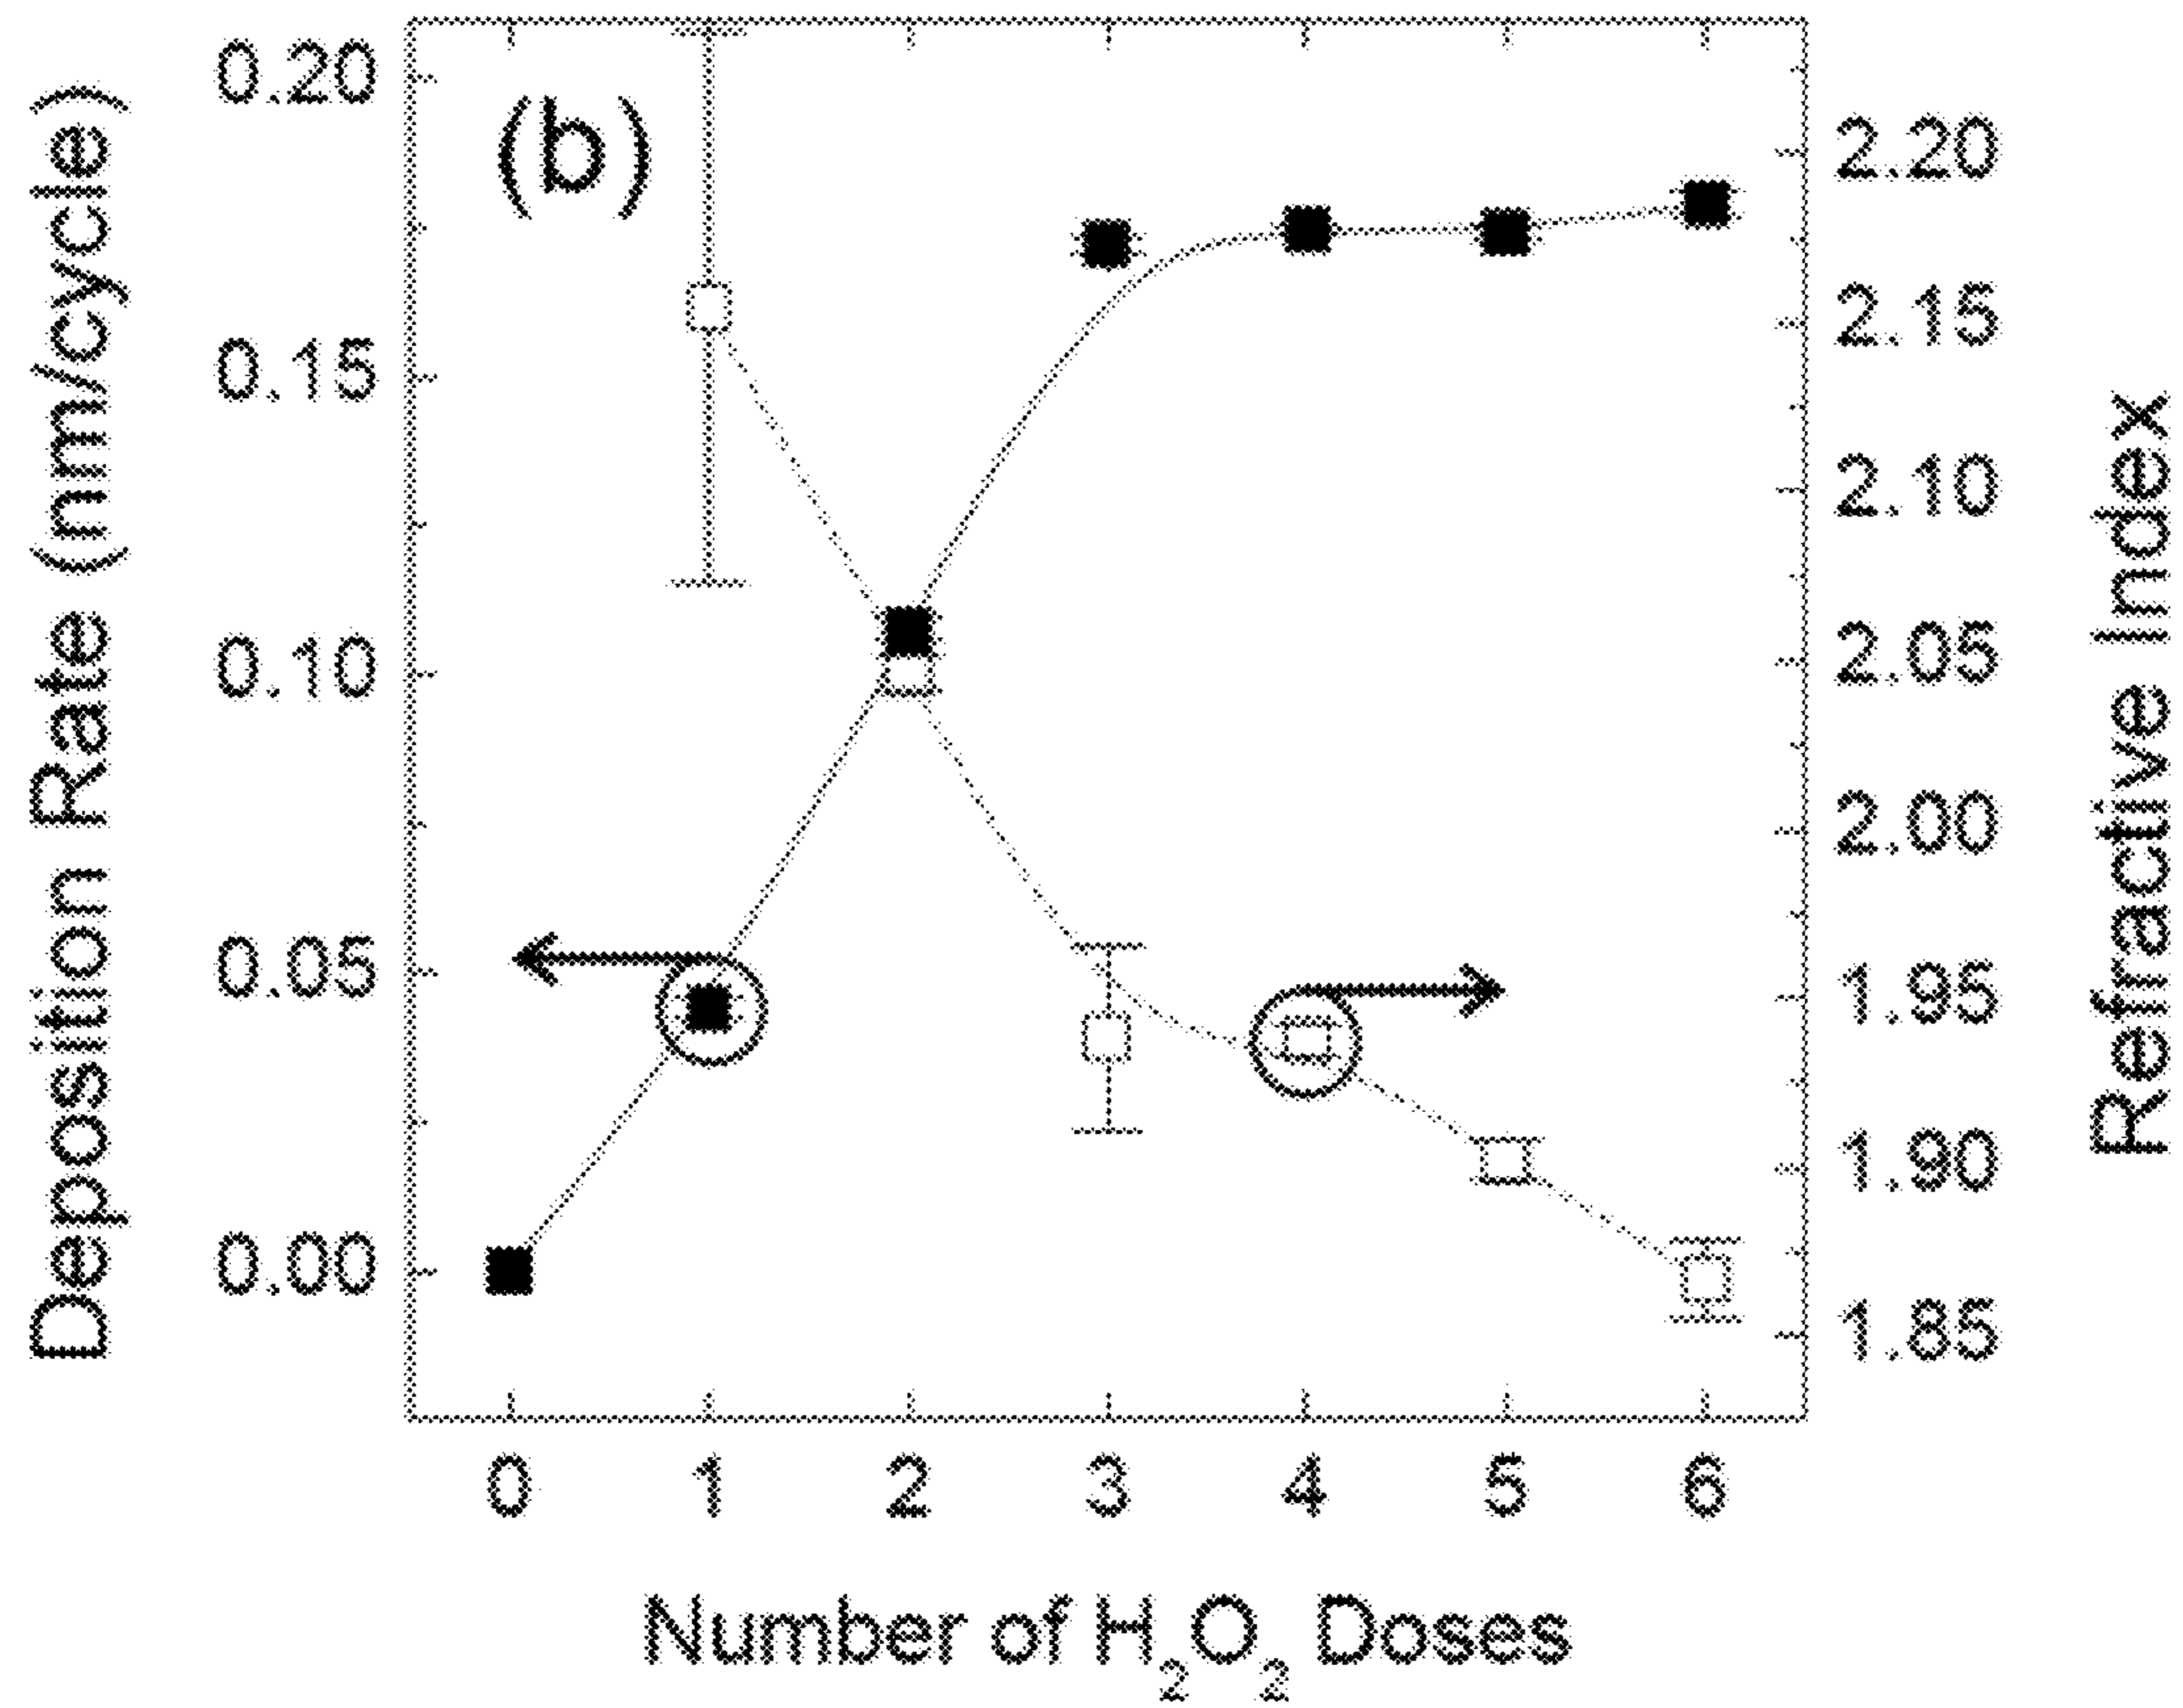 (b)
Deposition Rate (nm/cycle)
0.20
0.15
0.10
0.05
0.00
2.20
2.15
2.10
2.05
2.00
1.95
1.90
1.85
Refractive Index
0 1 2 3 4 5 6
Number of H₂O₂ Doses